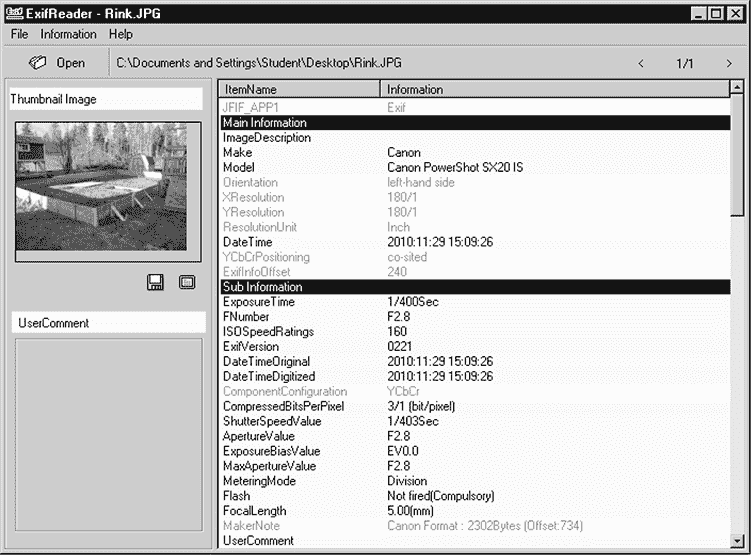 ExifReader - Rink.JPG
File Information Help
Open C:\Documents and Settings\Student\Desktop\Rink.JPG < 1/1 >
Thumbnail Image
UserComment
ItemName Information
JFIF_APP1 Exif
Main Information
ImageDescription
Make Canon
Model Canon PowerShot SX20 IS
Orientation left-hand side
XResolution 180/1
YResolution 180/1
ResolutionUnit Inch
DateTime 2010:11:29 15:09:26
YCbCrPositioning co-sited
ExifInfoOffset 240
Sub Information
ExposureTime 1/400Sec
FNumber F2.8
ISOSpeedRatings 160
ExifVersion 0221
DateTimeOriginal 2010:11:29 15:09:26
DateTimeDigitized 2010:11:29 15:09:26
ComponentConfiguration YCbCr
CompressedBitsPerPixel 3/1 (bit/pixel)
ShutterSpeedValue 1/403Sec
ApertureValue F2.8
ExposureBiasValue EV0.0
MaxApertureValue F2.8
MeteringMode Division
Flash Not fired(Compulsory)
FocalLength 5.00(mm)
MakerNote Canon Format : 2302Bytes (Offset:734)
UserComment